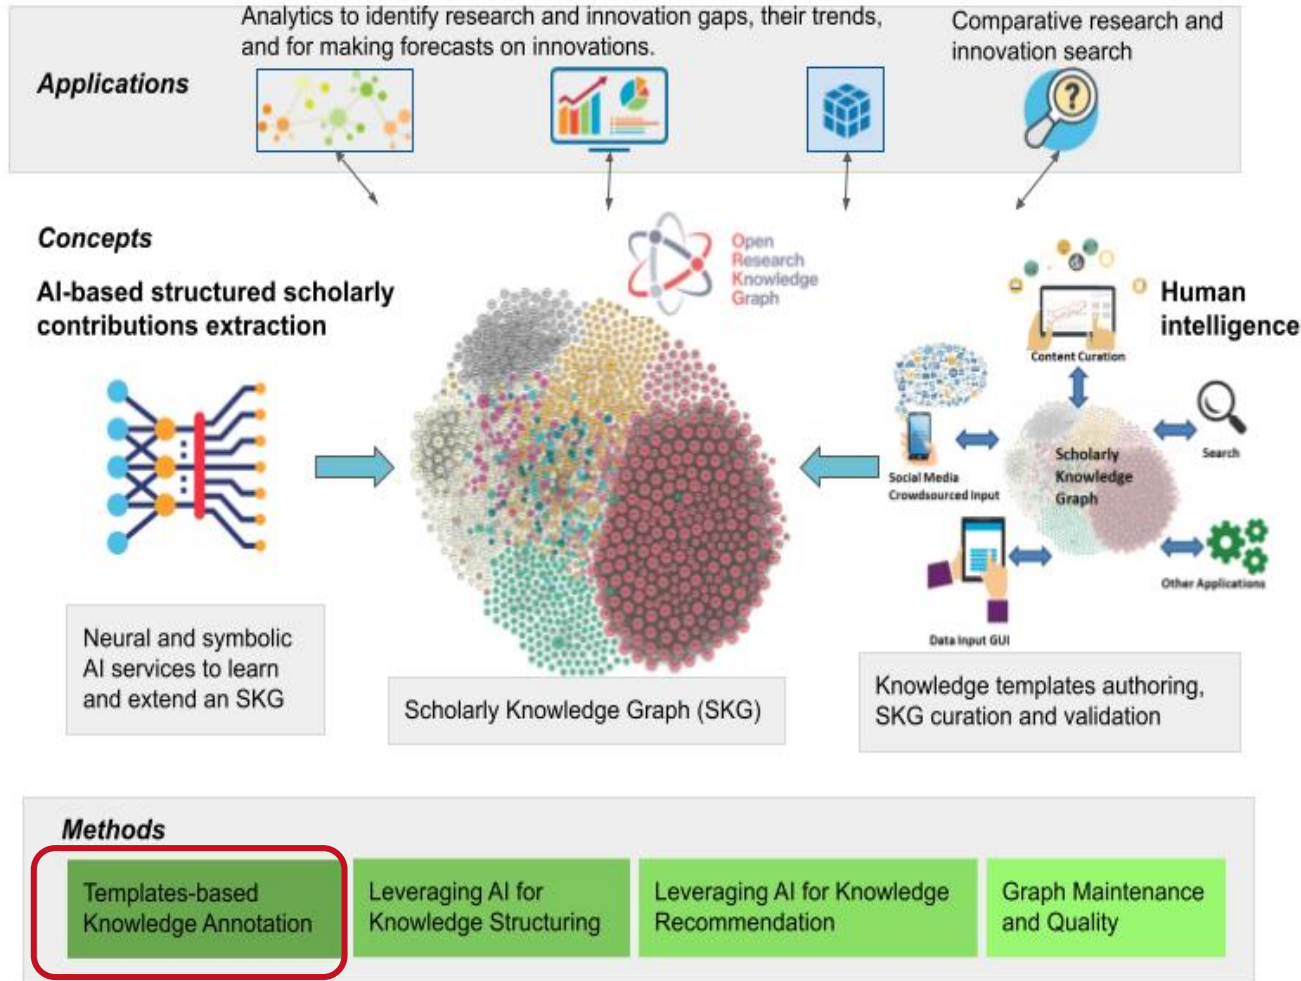 Analytics to identify research and innovation gaps, their trends,
and for making forecasts on innovations.
Comparative research and
innovation search
Applications
?
Concepts
Open
Research
Knowledge
Graph
AI-based structured scholarly
contributions extraction
Human
intelligence
Content Curation
Scholarly
Knowledge
Graph
Search
Social Media
Crowdsourced Input
Other Applications
Data Input GUI
Neural and symbolic
AI services to learn
and extend an SKG
Scholarly Knowledge Graph (SKG)
Knowledge templates authoring,
SKG curation and validation
Methods
Templates-based
Knowledge Annotation
Leveraging AI for
Knowledge Structuring
Leveraging AI for Knowledge
Recommendation
Graph Maintenance
and Quality